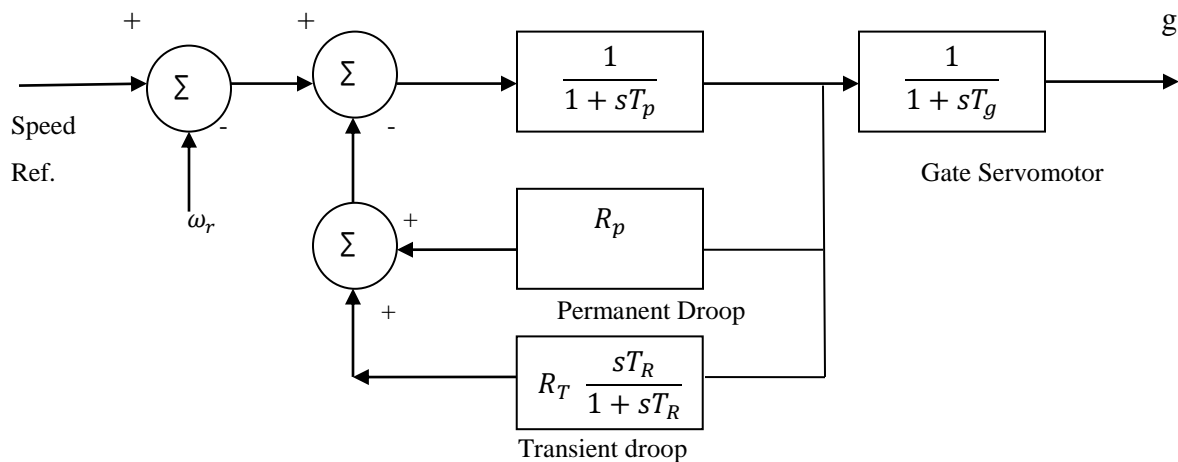 + + g
∑ ∑ 1 / (1 + sT_p) 1 / (1 + sT_g)
Speed
- -
Ref.
Gate Servomotor
ω_r
+ R_p
∑
Permanent Droop
+
R_T sT_R / (1 + sT_R)
Transient droop